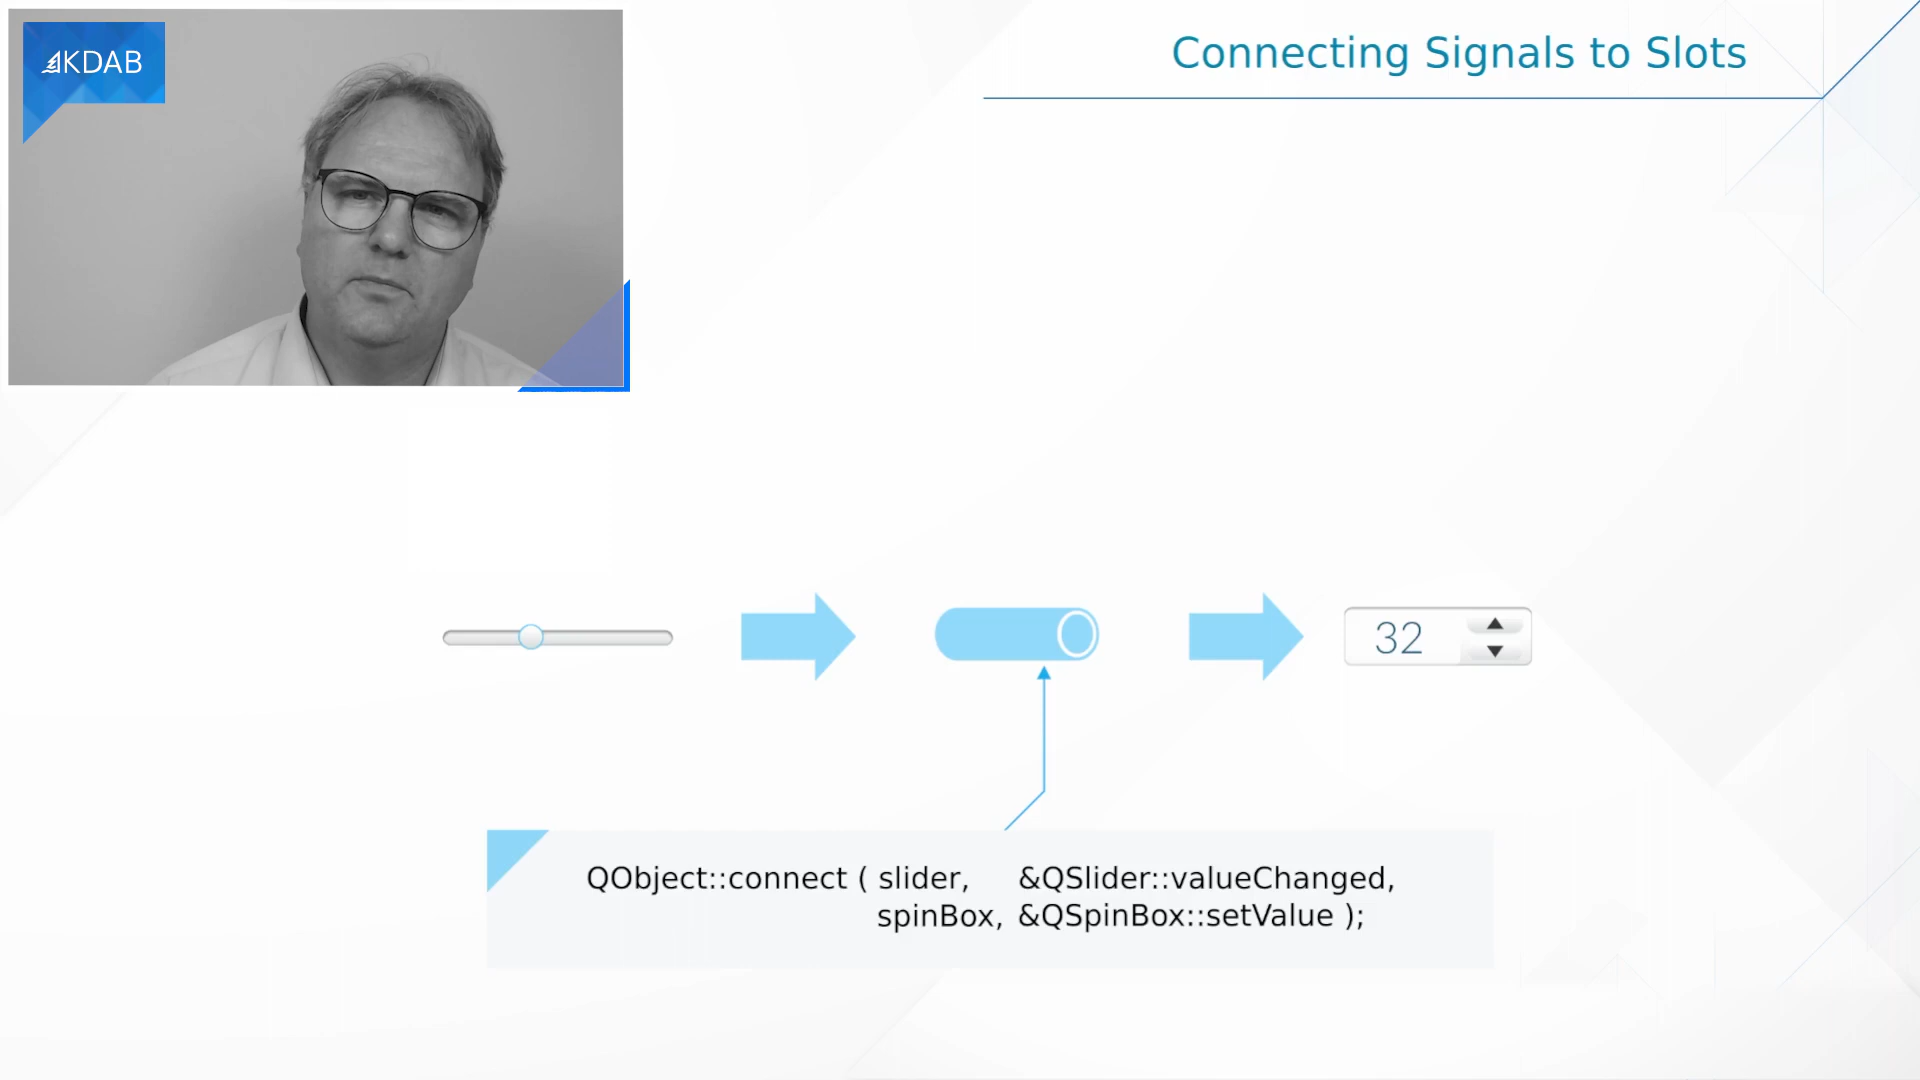 KDAB
Connecting Signals to Slots
32
QObject::connect ( slider, &QSlider::valueChanged,
spinBox, &QSpinBox::setValue );